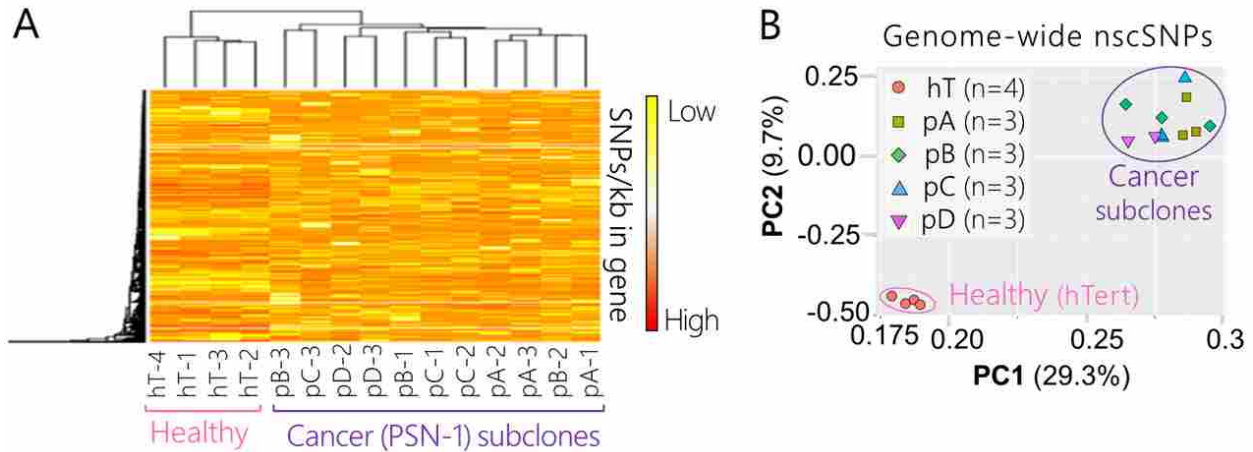 A
Low
SNPs/kb in gene
High
hT-4
hT-1
hT-3
hT-2
pB-3
pC-3
pD-2
pD-3
pB-1
pC-1
pC-2
pA-2
pA-3
pB-2
pA-1
Healthy
Cancer (PSN-1) subclones
B
Genome-wide nscSNPs
0.25
0.00
-0.25
-0.50
PC2 (9.7%)
hT (n=4)
pA (n=3)
pB (n=3)
pC (n=3)
pD (n=3)
Cancer
subclones
Healthy (hTert)
0.175
0.20
0.25
0.3
PC1 (29.3%)